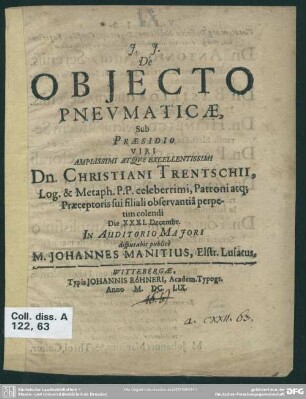 J. J.
De
OBJECTO
PNEVMATICÆ,
Sub
PRÆSIDIO
VIRI
AMPLISSIMI ATQVE EXCELLENTISSIMI
Dn. CHRISTIANI TRENTSCHII,
Log. & Metaph. P.P. celeberrimi, Patroni atq;
Præceptoris sui filiali observantiâ perpe-
tim colendi
Die XXXI. Decembr.
IN AUDITORIO MAJORI
disputabit publicè
M. JOHANNES MANITIUS, Elstr. Lusatus,
WITTEBERGÆ,
Typis JOHANNIS RÖHNERI, Academ. Typogr.
Anno M. DC. LIX.
Coll. diss. A
122, 63
a. CXXII. 63.